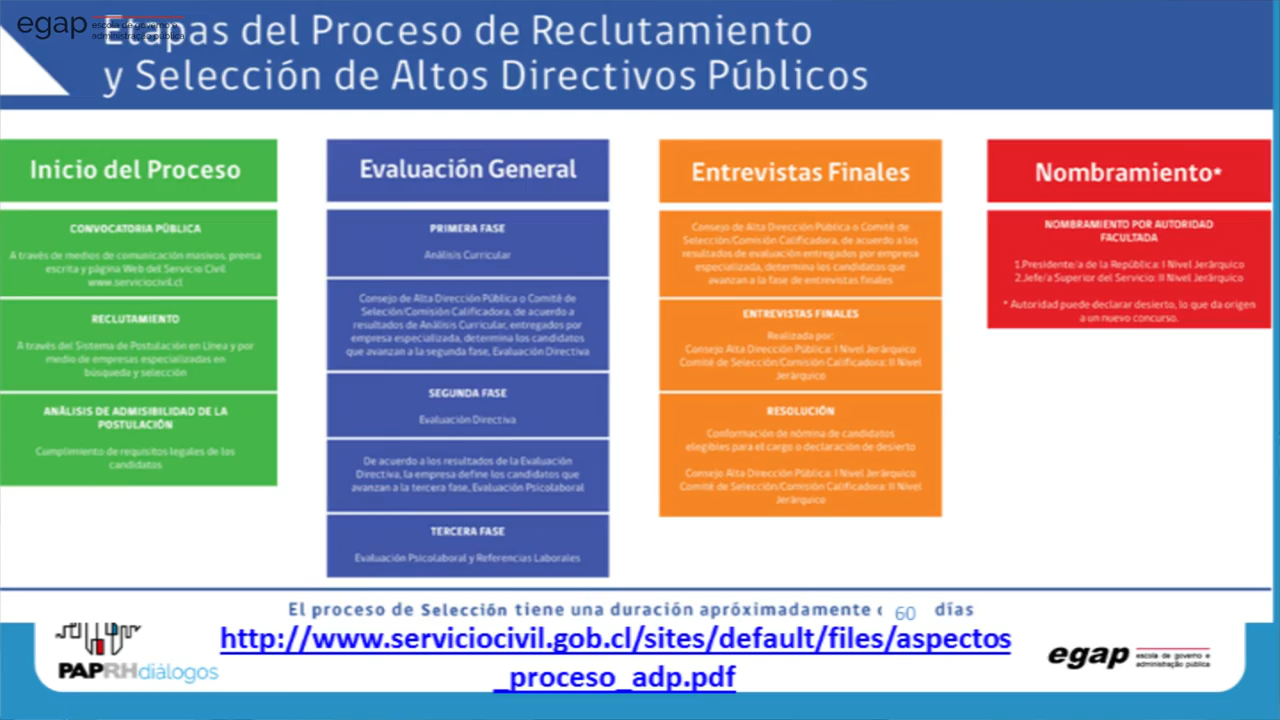 egap escola de governo e
administração pública
Etapas del Proceso de Reclutamiento
y Selección de Altos Directivos Públicos
Inicio del Proceso
CONVOCATORIA PÚBLICA
A través de medios de comunicación masivos, prensa
escrita y página Web del Servicio Civil
www.serviciocivil.cl
RECLUTAMIENTO
A través del Sistema de Postulación en Línea y por
medio de empresas especializadas en
búsqueda y selección
ANÁLISIS DE ADMISIBILIDAD DE LA
POSTULACIÓN
Cumplimiento de requisitos legales de los
candidatos
Evaluación General
PRIMERA FASE
Análisis Curricular
Consejo de Alta Dirección Pública o Comité de
Seleción/Comisión Calificadora, de acuerdo a
resultados de Análisis Curricular, entregados por
empresa especializada, determina los candidatos
que avanzan a la segunda fase, Evaluación Directiva
SEGUNDA FASE
Evaluación Directiva
De acuerdo a los resultados de la Evaluación
Directiva, la empresa define los candidatos que
avanzan a la tercera fase, Evaluación Psicolaboral
TERCERA FASE
Evaluación Psicolaboral y Referencias Laborales
Entrevistas Finales
Consejo de Alta Dirección Pública o Comité de
Selección/Comisión Calificadora, de acuerdo a los
resultados de evaluación entregados por empresa
especializada, determina los candidatos que
avanzan a la fase de entrevistas finales
ENTREVISTAS FINALES
Realizada por:
Consejo Alta Dirección Pública: I Nivel Jerárquico
Comité de Selección/Comisión Calificadora: II Nivel
Jerárquico
RESOLUCIÓN
Conformación de nómina de candidatos
elegibles para el cargo o declaración de desierto
Consejo Alta Dirección Pública: I Nivel Jerárquico
Comité de Selección/Comisión Calificadora: II Nivel
Jerárquico
Nombramiento*
NOMBRAMIENTO POR AUTORIDAD
FACULTADA
1.Presidente/a de la República: I Nivel Jerárquico
2.Jefe/a Superior del Servicio: II Nivel Jerárquico
* Autoridad puede declarar desierto, lo que da origen
a un nuevo concurso.
El proceso de Selección tiene una duración apróximadamente 60 días
http://www.serviciocivil.gob.cl/sites/default/files/aspectos
_proceso_adp.pdf
PAPRHdiálogos
egap escola de governo e
administração pública